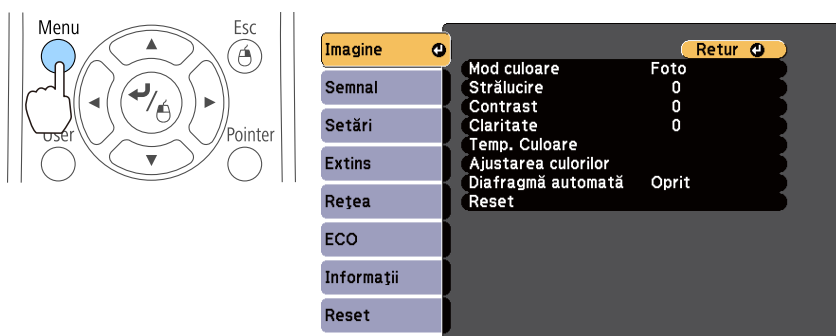 Menu
Esc
User
Pointer
Imagine
Semnal
Setări
Extins
Reţea
ECO
Informaţii
Reset
Retur
Mod culoare Foto
Strălucire 0
Contrast 0
Claritate 0
Temp. Culoare
Ajustarea culorilor
Diafragmă automată Oprit
Reset